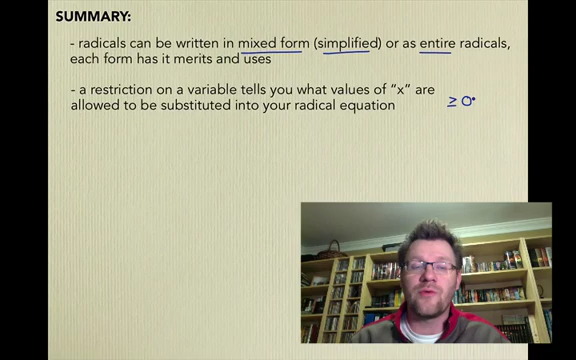 SUMMARY:
- radicals can be written in mixed form (simplified) or as entire radicals,
each form has it merits and uses
- a restriction on a variable tells you what values of "x" are
allowed to be substituted into your radical equation
≥ 0